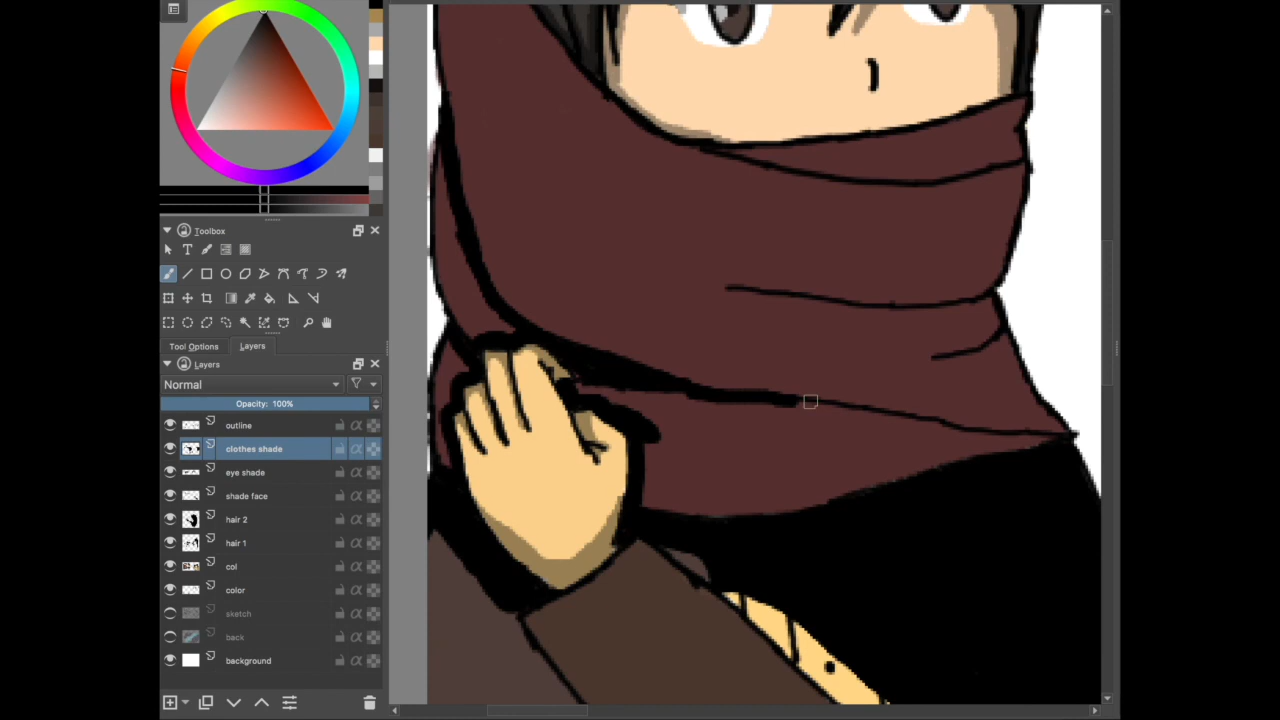 Toolbox
T
Tool Options
Layers
Layers
Normal
Opacity: 100%
outline
clothes shade
eye shade
shade face
hair 2
hair 1
col
color
sketch
back
background